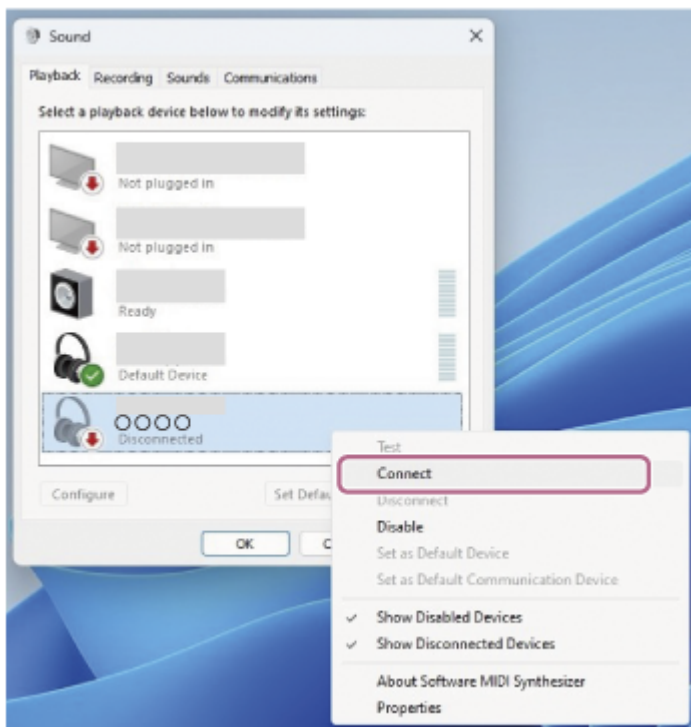 Sound
Playback Recording Sounds Communications
Select a playback device below to modify its settings:
Not plugged in
Not plugged in
Ready
Default Device
○○○○
Disconnected
Configure
Set Defau
OK
C
Test
Connect
Disconnect
Disable
Set as Default Device
Set as Default Communication Device
✓ Show Disabled Devices
✓ Show Disconnected Devices
About Software MIDI Synthesizer
Properties